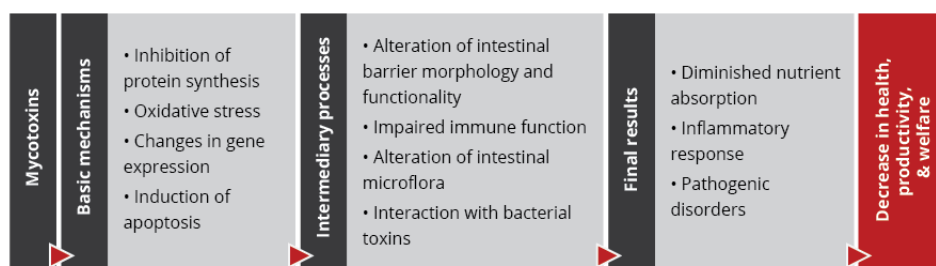 Mycotoxins
Basic mechanisms
• Inhibition of
protein synthesis
• Oxidative stress
• Changes in gene
expression
• Induction of
apoptosis
Intermediary processes
• Alteration of intestinal
barrier morphology and
functionality
• Impaired immune function
• Alteration of intestinal
microflora
• Interaction with bacterial
toxins
Final results
• Diminished nutrient
absorption
• Inflammatory
response
• Pathogenic
disorders
Decrease in health,
productivity,
& welfare